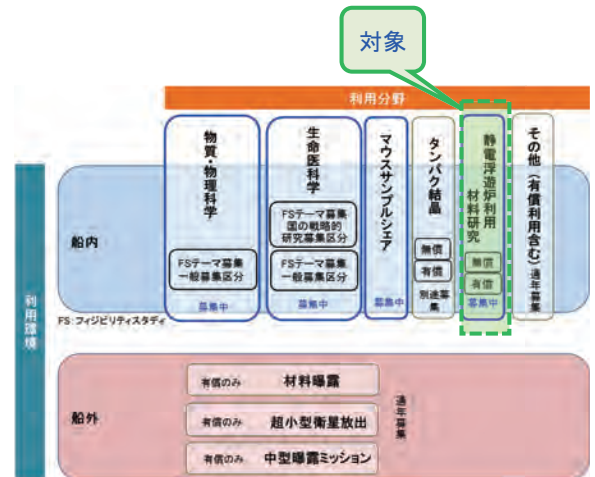 対象
利用分野
物質・物理科学
FSテーマ募集
一般募集区分
募集中
生命医科学
FSテーマ募集
国の戦略的
研究募集区分
FSテーマ募集
一般募集区分
募集中
マウスサンプルシェア
募集中
タンパク結晶
無償
有償
別途募
集
静電浮遊炉利用
材料研究
無償
有償
募集中
その他(有償利用含む)
通年募集
利用環境
船内
FS:フィジビリティスタディ
船外
有償のみ 材料曝露
有償のみ 超小型衛星放出
有償のみ 中型曝露ミッション
通年募集